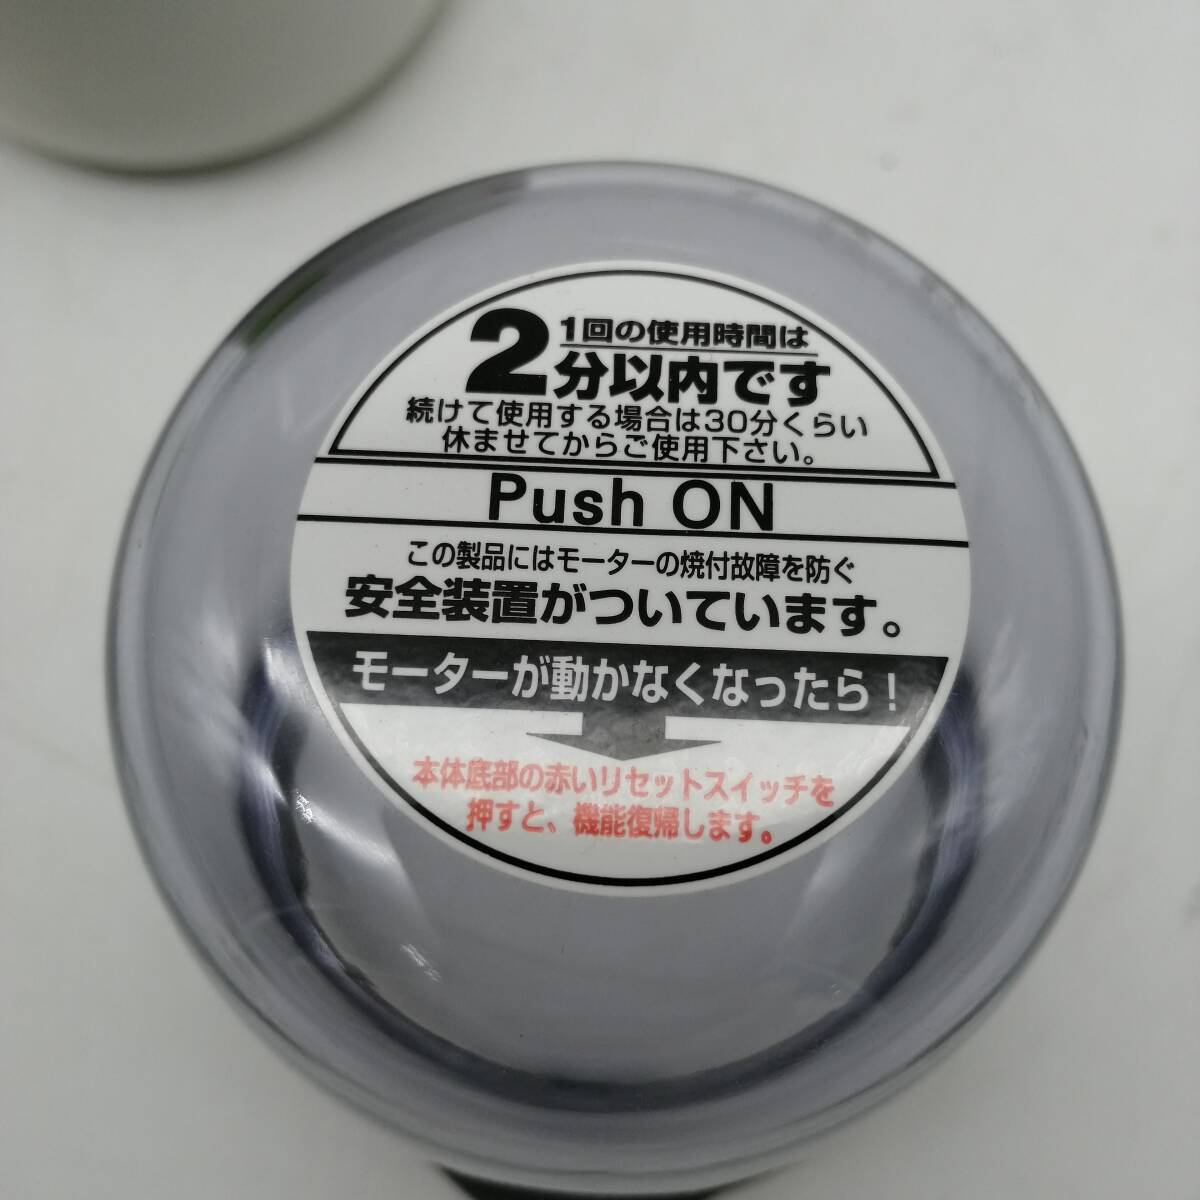 1回の使用時間は
2分以内です
続けて使用する場合は30分くらい
休ませてからご使用下さい。
Push ON
この製品にはモーターの焼付故障を防ぐ
安全装置がついています。
モーターが動かなくなったら！
本体底部の赤いリセットスイッチを
押すと、機能復帰します。